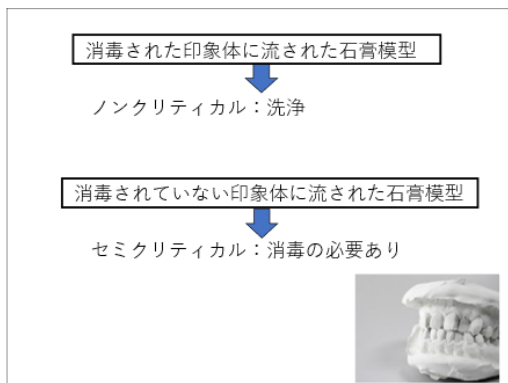 消毒された印象体に流された石膏模型
ノンクリティカル：洗浄
消毒されていない印象体に流された石膏模型
セミクリティカル：消毒の必要あり